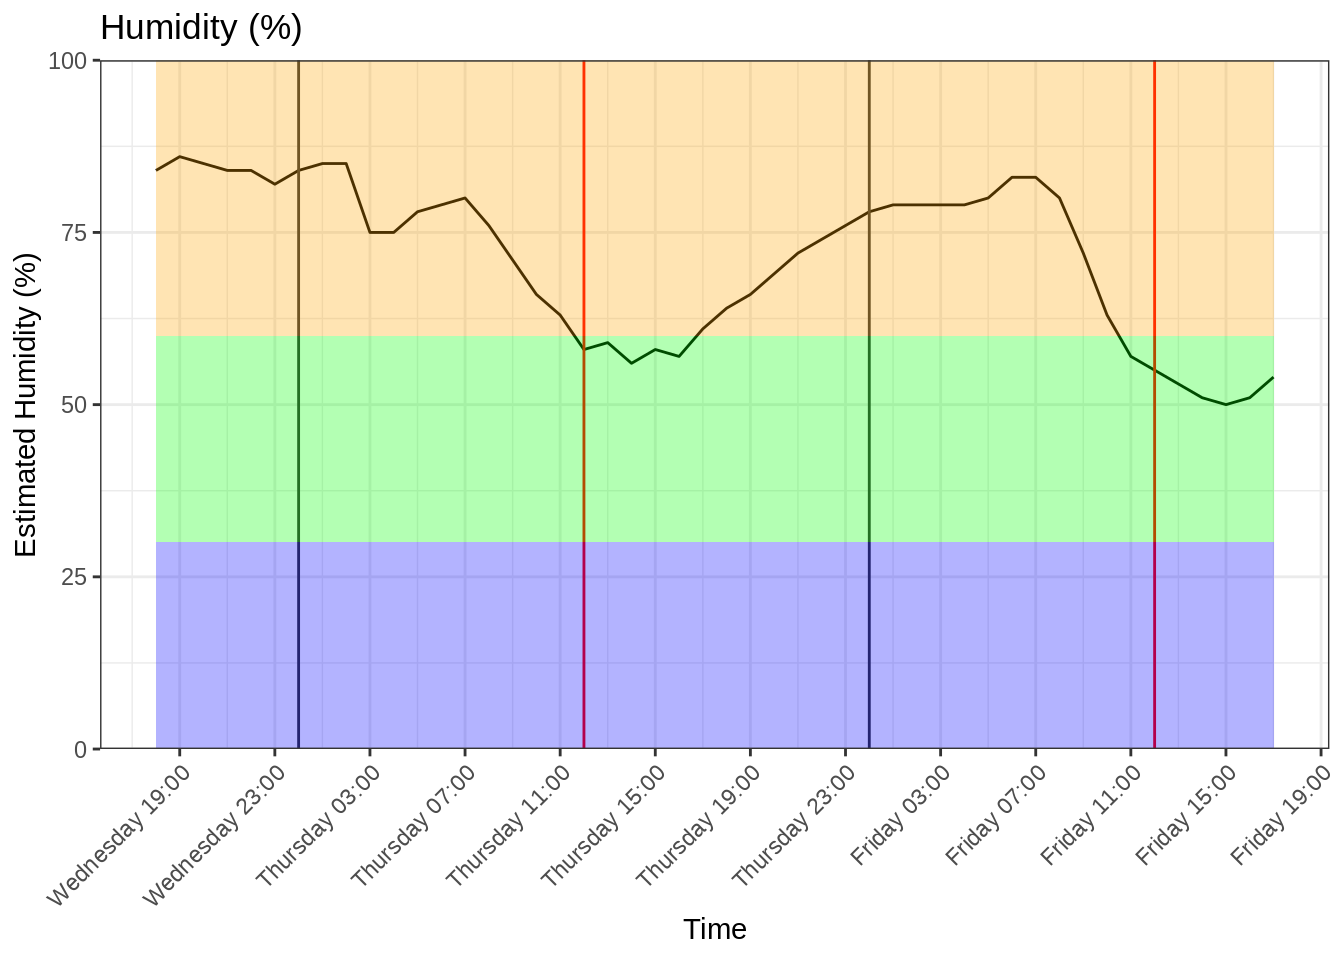 Humidity (%)
100
75
50
25
0
Estimated Humidity (%)
Wednesday 19:00
Wednesday 23:00
Thursday 03:00
Thursday 07:00
Thursday 11:00
Thursday 15:00
Thursday 19:00
Thursday 23:00
Friday 03:00
Friday 07:00
Friday 11:00
Friday 15:00
Friday 19:00
Time